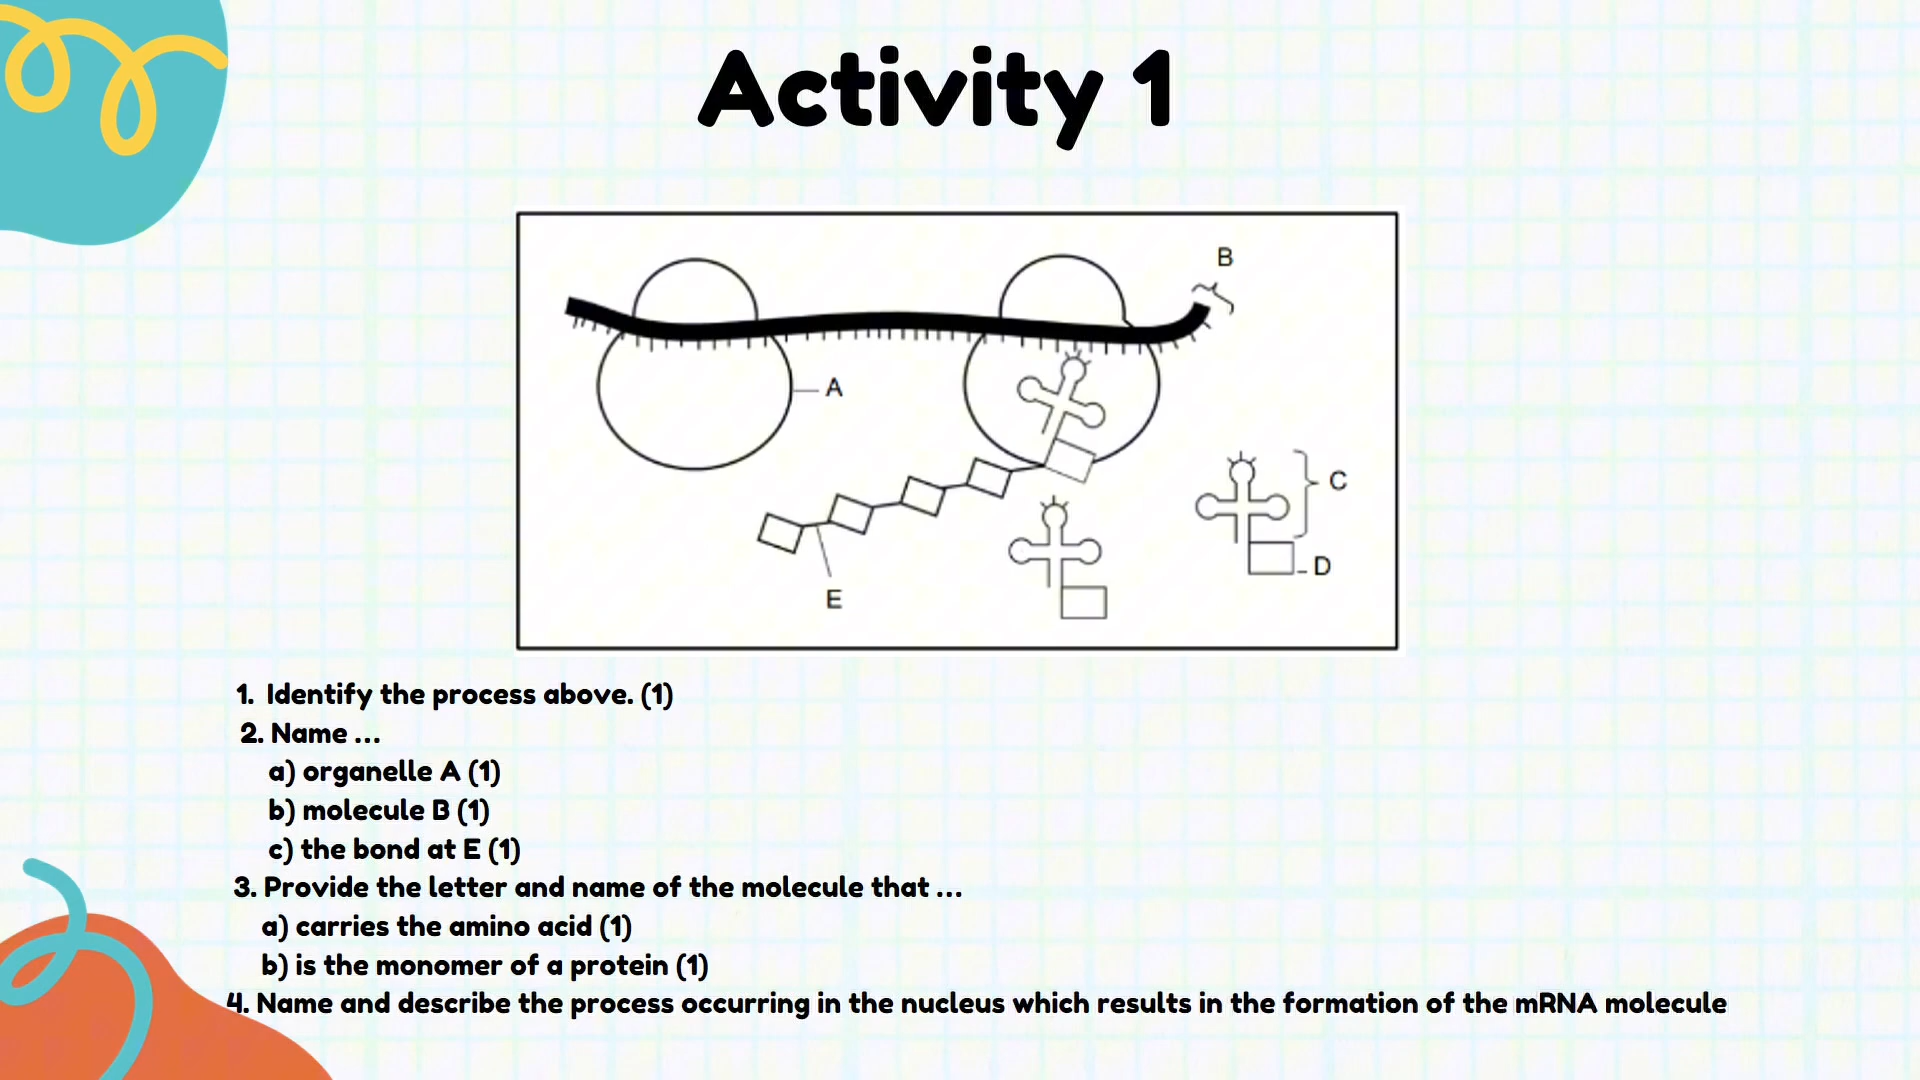 Activity 1
B
A
C
D
E
1. Identify the process above. (1)
2. Name ...
a) organelle A (1)
b) molecule B (1)
c) the bond at E (1)
3. Provide the letter and name of the molecule that ...
a) carries the amino acid (1)
b) is the monomer of a protein (1)
4. Name and describe the process occurring in the nucleus which results in the formation of the mRNA molecule